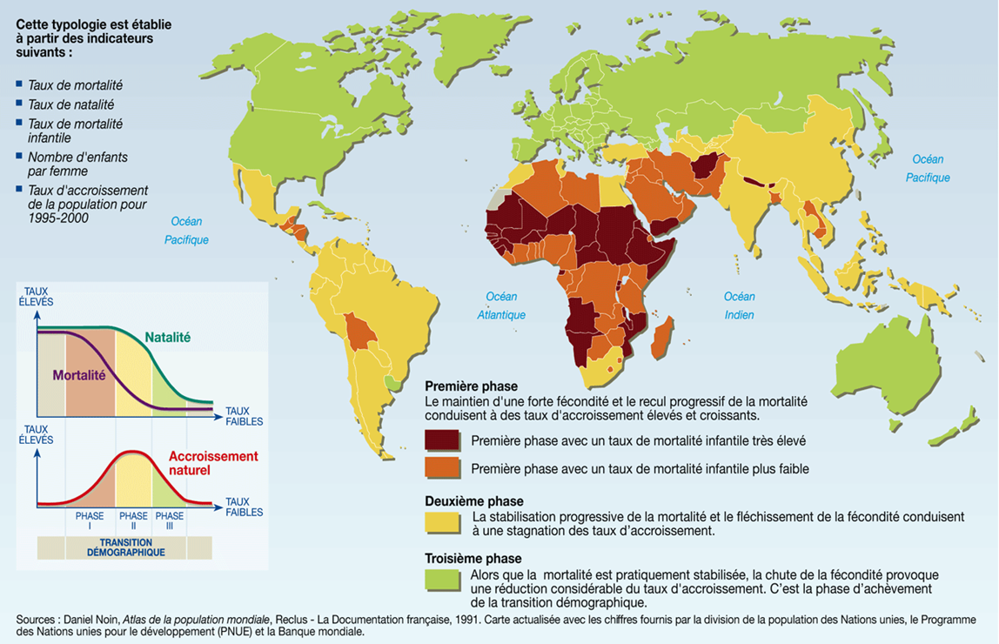 Cette typologie est établie
à partir des indicateurs
suivants :
Taux de mortalité
Taux de natalité
Taux de mortalité
infantile
Nombre d'enfants
par femme
Taux d'accroissement
de la population pour
1995-2000
Océan
Pacifique
Océan
Pacifique
Océan
Atlantique
Océan
Indien
TAUX
ÉLEVÉS
Natalité
Mortalité
TAUX
FAIBLES
TAUX
ÉLEVÉS
Accroissement
naturel
TAUX
FAIBLES
PHASE
I
PHASE
II
PHASE
III
TRANSITION
DÉMOGRAPHIQUE
Première phase
Le maintien d'une forte fécondité et le recul progressif de la mortalité
conduisent à des taux d'accroissement élevés et croissants.
Première phase avec un taux de mortalité infantile très élevé
Première phase avec un taux de mortalité infantile plus faible
Deuxième phase
La stabilisation progressive de la mortalité et le fléchissement de la fécondité conduisent
à une stagnation des taux d'accroissement.
Troisième phase
Alors que la mortalité est pratiquement stabilisée, la chute de la fécondité provoque
une réduction considérable du taux d'accroissement. C'est la phase d'achèvement
de la transition démographique.
Sources : Daniel Noin, Atlas de la population mondiale, Reclus - La Documentation française, 1991. Carte actualisée avec les chiffres fournis par la division de la population des Nations unies, le Programme
des Nations unies pour le développement (PNUE) et la Banque mondiale.